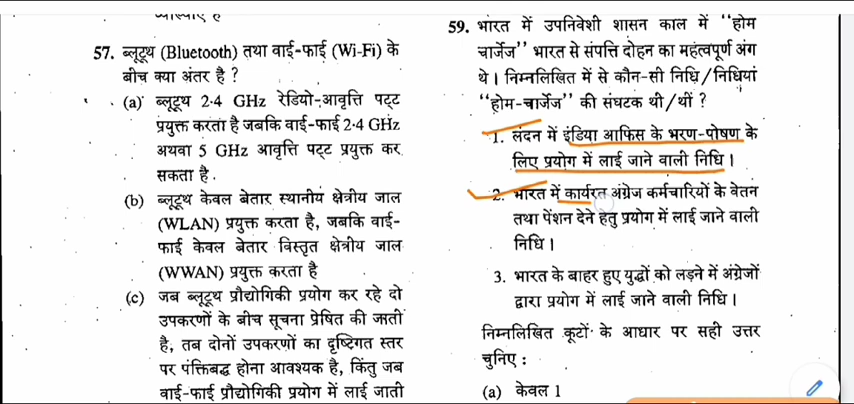 57. ब्लूटूथ (Bluetooth) तथा वाई-फाई (Wi-Fi) के
बीच क्या अंतर है ?
(a) ब्लूटूथ 2·4 GHz रेडियो-आवृत्ति पट्ट
प्रयुक्त करता है जबकि वाई-फाई 2·4 GHz
अथवा 5 GHz आवृत्ति पट्ट प्रयुक्त कर
सकता है .
(b) ब्लूटूथ केवल बेतार स्थानीय क्षेत्रीय जाल
(WLAN) प्रयुक्त करता है, जबकि वाई-
फाई केवल बेतार विस्तृत क्षेत्रीय जाल
(WWAN) प्रयुक्त करता है
(c) जब ब्लूटूथ प्रौद्योगिकी प्रयोग कर रहे दो
उपकरणों के बीच सूचना प्रेषित की जाती
है, तब दोनों उपकरणों का दृष्टिगत स्तर
पर पंक्तिबद्ध होना आवश्यक है, किंतु जब
वाई-फाई प्रौद्योगिकी प्रयोग में लाई जाती
59. भारत में उपनिवेशी शासन काल में ''होम
चार्जेज'' भारत से संपत्ति दोहन का महत्वपूर्ण अंग
थे। निम्नलिखित में से कौन-सी निधि/निधियां
''होम-चार्जेज'' की संघटक थी/थीं ?
1. लंदन में इंडिया आफिस के भरण-पोषण के
लिए प्रयोग में लाई जाने वाली निधि।
2. भारत में कार्यरत अंग्रेज कर्मचारियों के वेतन
तथा पेंशन देने हेतु प्रयोग में लाई जाने वाली
निधि।
3. भारत के बाहर हुए युद्धों को लड़ने में अंग्रेजों
द्वारा प्रयोग में लाई जाने वाली निधि।
निम्नलिखित कूटों के आधार पर सही उत्तर
चुनिए :
(a) केवल 1